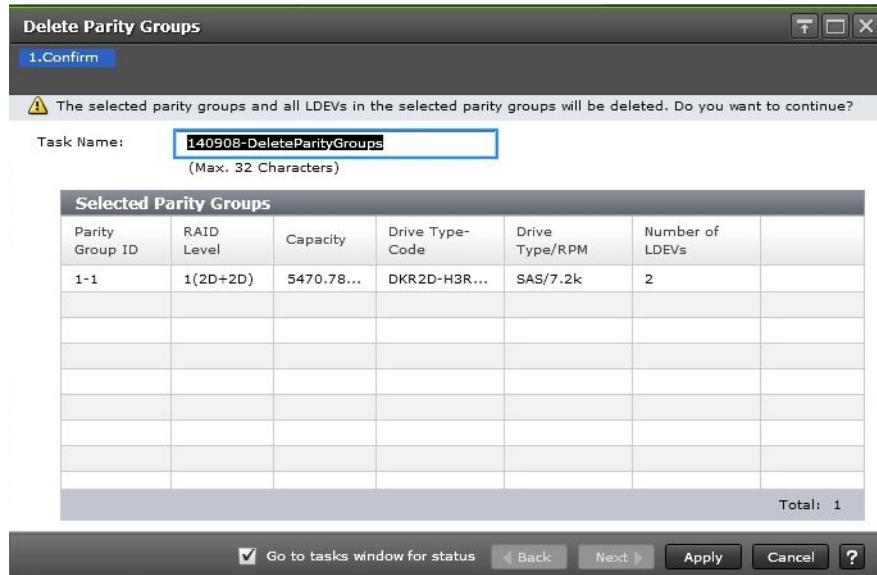 Delete Parity Groups
1.Confirm
The selected parity groups and all LDEVs in the selected parity groups will be deleted. Do you want to continue?
Task Name: 140908-DeleteParityGroups
(Max. 32 Characters)
Selected Parity Groups
Parity Group ID RAID Level Capacity Drive Type-Code Drive Type/RPM Number of LDEVs
1-1 1(2D+2D) 5470.78... DKR2D-H3R... SAS/7.2k 2
Total: 1
Go to tasks window for status Back Next Apply Cancel ?